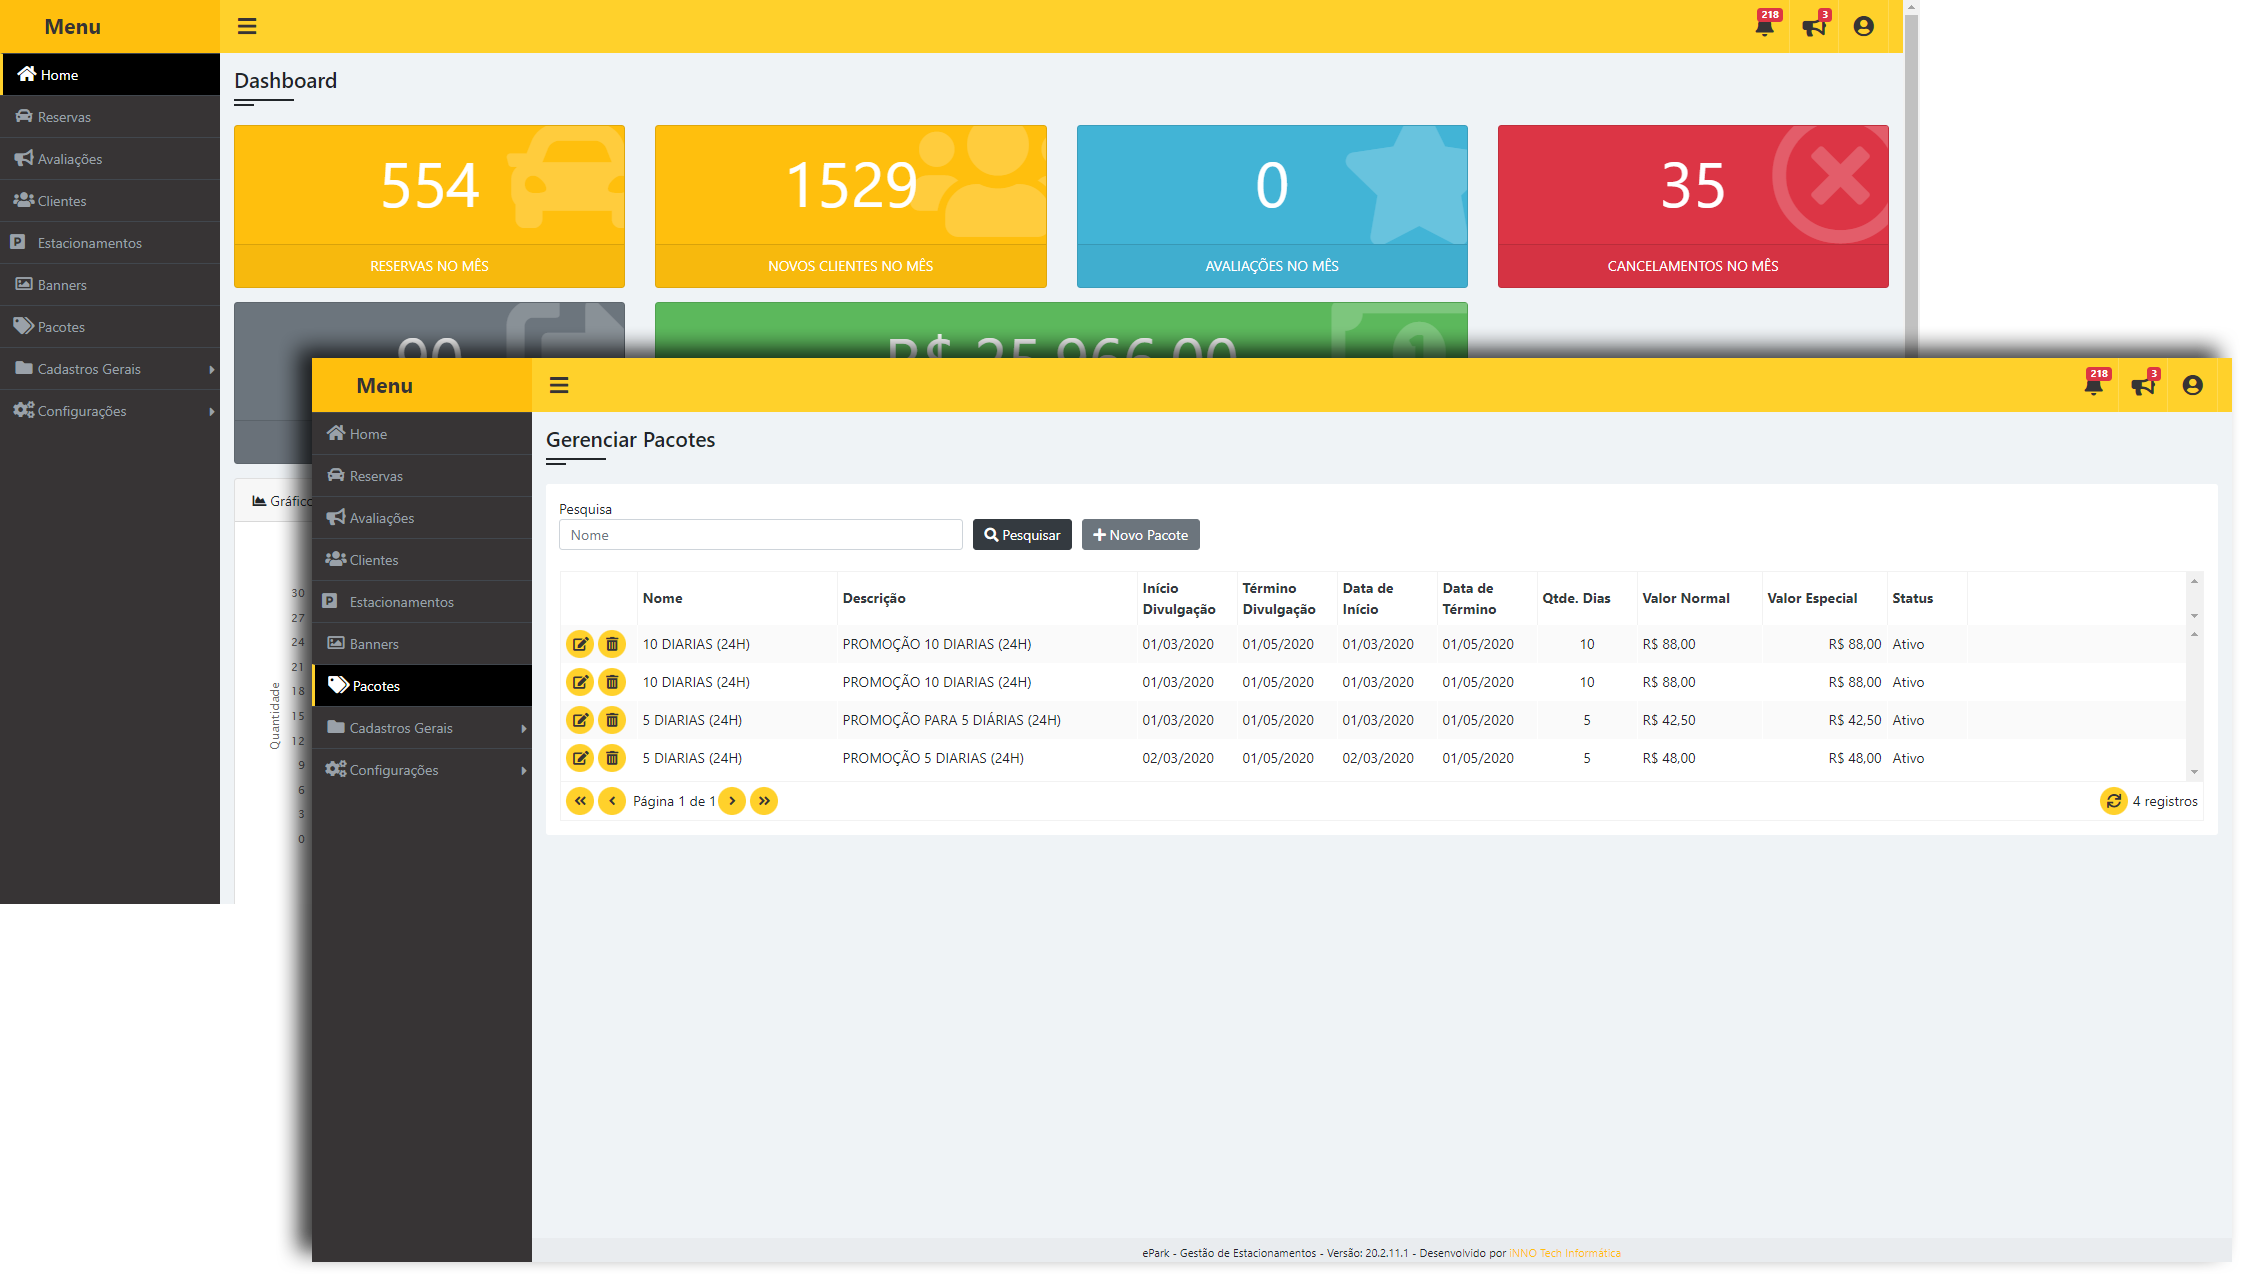 Menu
218
3
Home
Reservas
Avaliações
Clientes
Estacionamentos
Banners
Pacotes
Cadastros Gerais
Configurações
Dashboard
554
RESERVAS NO MÊS
1529
NOVOS CLIENTES NO MÊS
0
AVALIAÇÕES NO MÊS
35
CANCELAMENTOS NO MÊS
90
R$ 25.966,00
Gráfico
Quantidade
30
27
24
21
18
15
12
9
6
3
0
Menu
218
3
Home
Reservas
Avaliações
Clientes
Estacionamentos
Banners
Pacotes
Cadastros Gerais
Configurações
Gerenciar Pacotes
Pesquisa
Nome Pesquisar Novo Pacote
Nome Descrição Início Divulgação Término Divulgação Data de Início Data de Término Qtde. Dias Valor Normal Valor Especial Status
10 DIARIAS (24H) PROMOÇÃO 10 DIARIAS (24H) 01/03/2020 01/05/2020 01/03/2020 01/05/2020 10 R$ 88,00 R$ 88,00 Ativo
10 DIARIAS (24H) PROMOÇÃO 10 DIARIAS (24H) 01/03/2020 01/05/2020 01/03/2020 01/05/2020 10 R$ 88,00 R$ 88,00 Ativo
5 DIARIAS (24H) PROMOÇÃO PARA 5 DIÁRIAS (24H) 01/03/2020 01/05/2020 01/03/2020 01/05/2020 5 R$ 42,50 R$ 42,50 Ativo
5 DIARIAS (24H) PROMOÇÃO 5 DIARIAS (24H) 02/03/2020 01/05/2020 02/03/2020 01/05/2020 5 R$ 48,00 R$ 48,00 Ativo
Página 1 de 1 4 registros
ePark - Gestão de Estacionamentos - Versão: 20.2.11.1 - Desenvolvido por iNNO Tech Informática